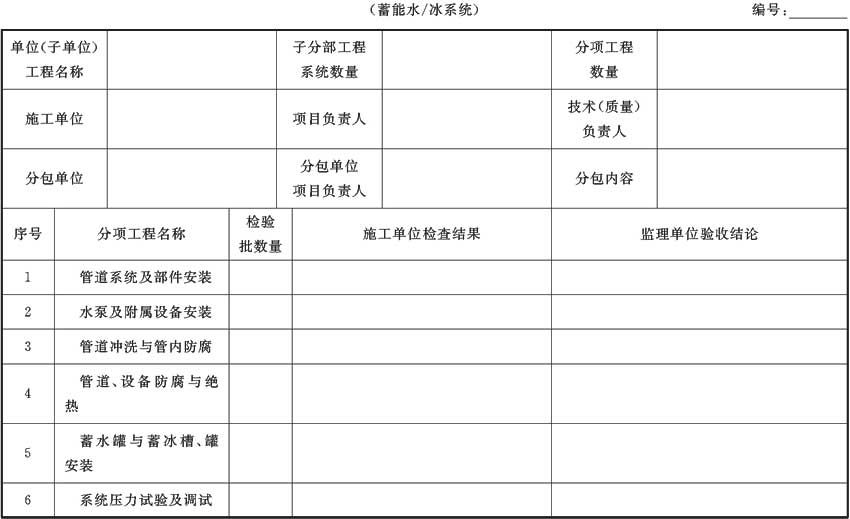 (蓄能水/冰系统) 编号:
单位(子单位)
工程名称
子分部工程
系统数量
分项工程
数量
施工单位
项目负责人
技术(质量)
负责人
分包单位
分包单位
项目负责人
分包内容
序号
分项工程名称
检验
批数量
施工单位检查结果
监理单位验收结论
1 管道系统及部件安装
2 水泵及附属设备安装
3 管道冲洗与管内防腐
4 管道、设备防腐与绝
热
5 蓄水罐与蓄冰槽、罐
安装
6 系统压力试验及调试